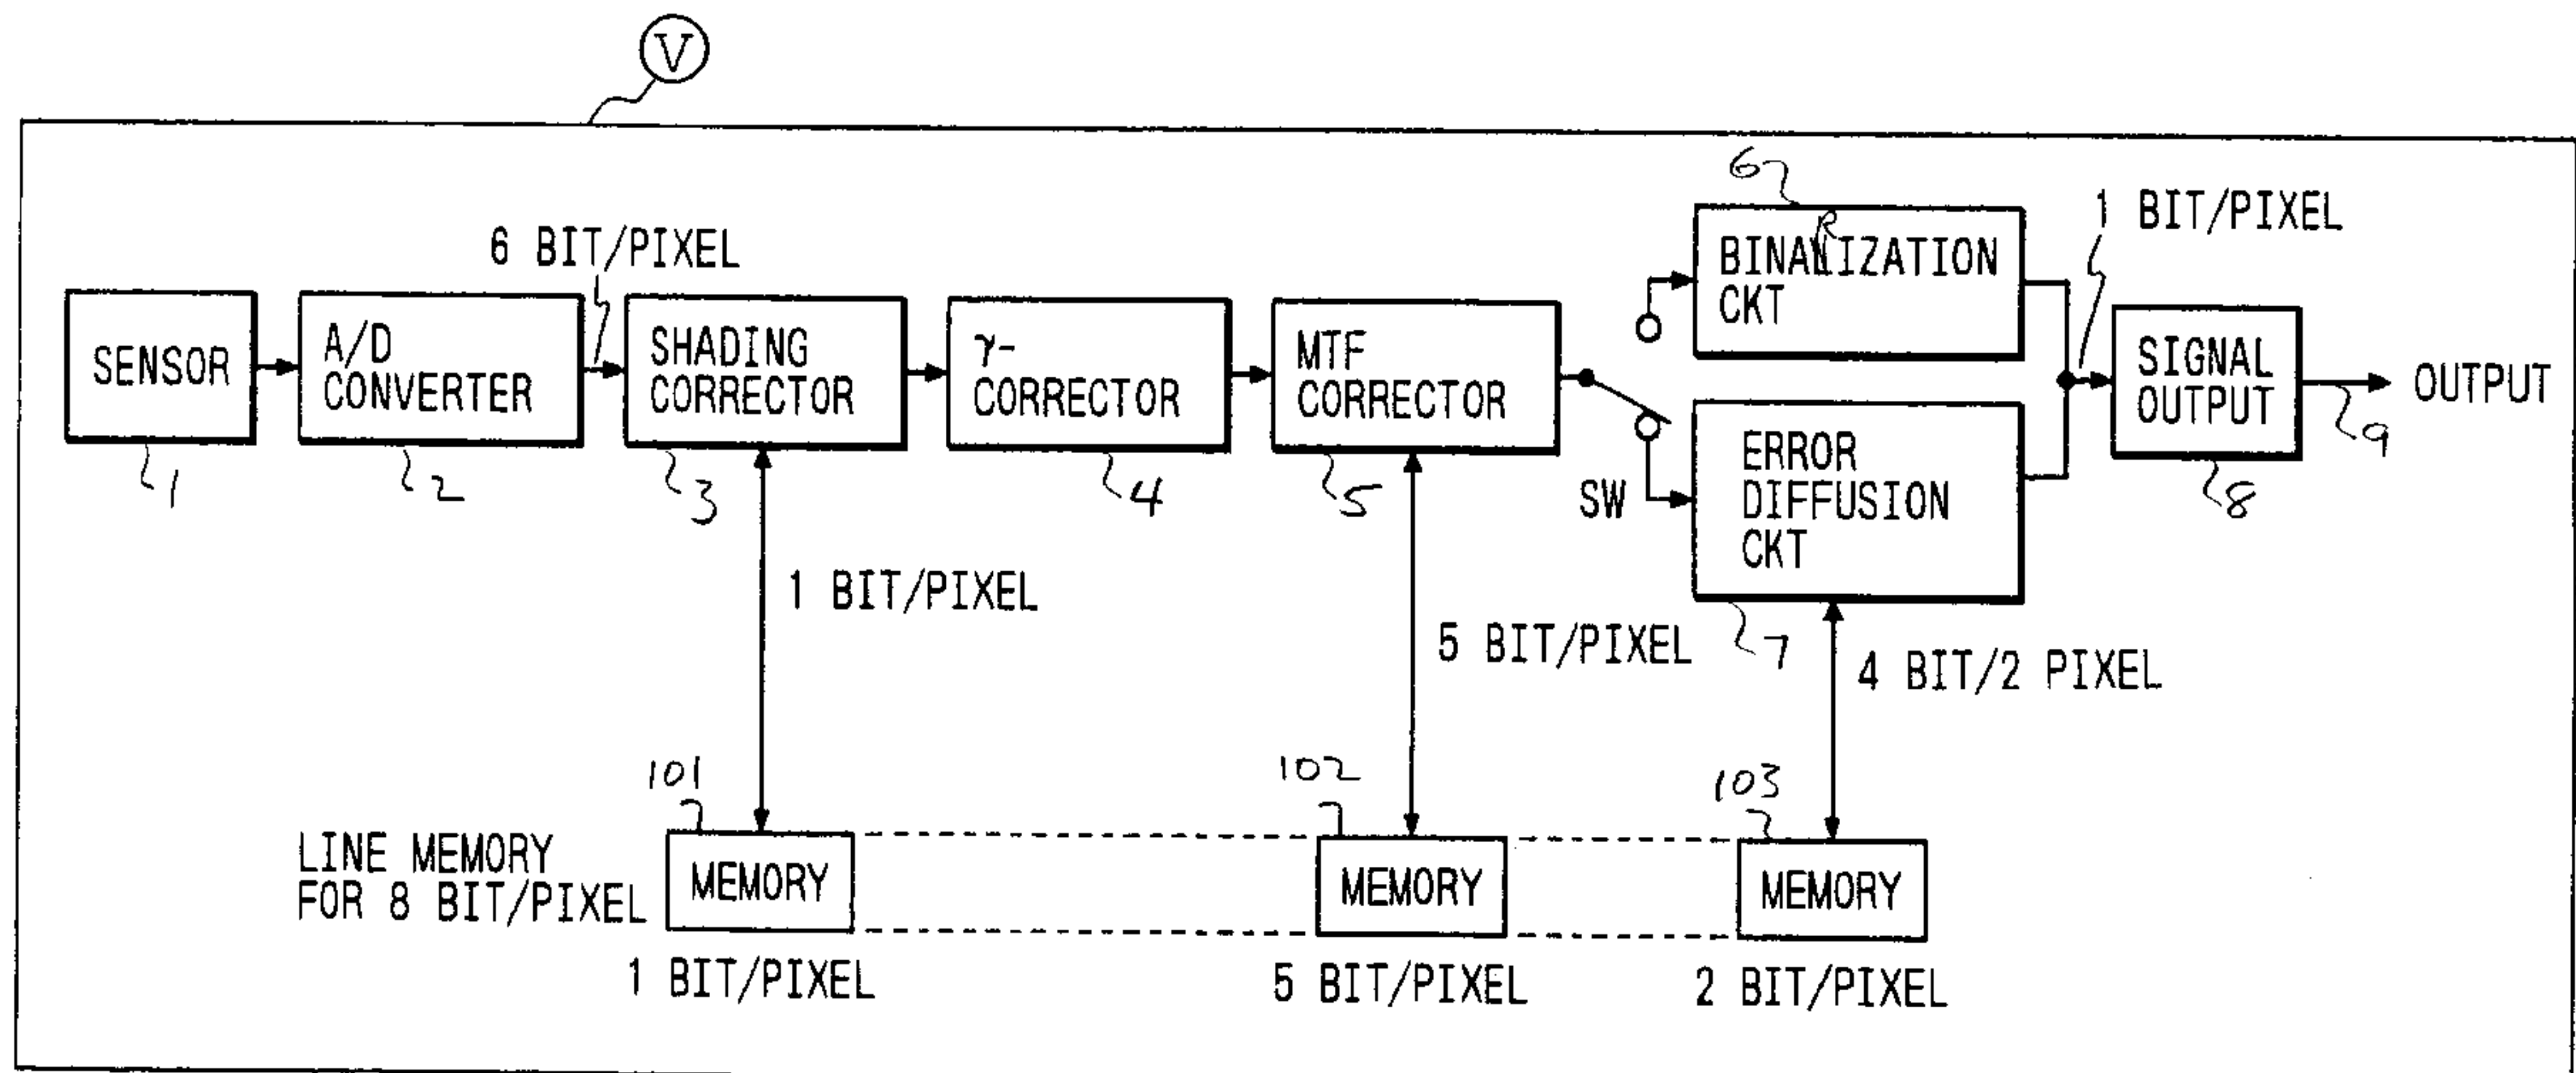 V
6
R
6 BIT/PIXEL
1 BIT/PIXEL
SENSOR
A/D
CONVERTER
SHADING
CORRECTOR
γ-
CORRECTOR
MTF
CORRECTOR
BINALIZATION
CKT
SIGNAL
OUTPUT
OUTPUT
1
2
3
4
5
SW
ERROR
DIFFUSION
CKT
8
9
1 BIT/PIXEL
5 BIT/PIXEL
7
4 BIT/2 PIXEL
101
102
103
LINE MEMORY
FOR 8 BIT/PIXEL
MEMORY
MEMORY
MEMORY
1 BIT/PIXEL
5 BIT/PIXEL
2 BIT/PIXEL